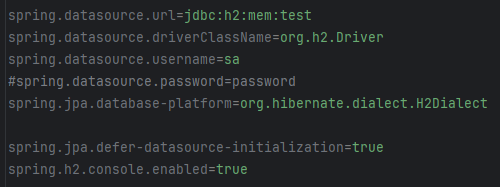 spring.datasource.url=jdbc:h2:mem:test
spring.datasource.driverClassName=org.h2.Driver
spring.datasource.username=sa
#spring.datasource.password=password
spring.jpa.database-platform=org.hibernate.dialect.H2Dialect
spring.jpa.defer-datasource-initialization=true
spring.h2.console.enabled=true